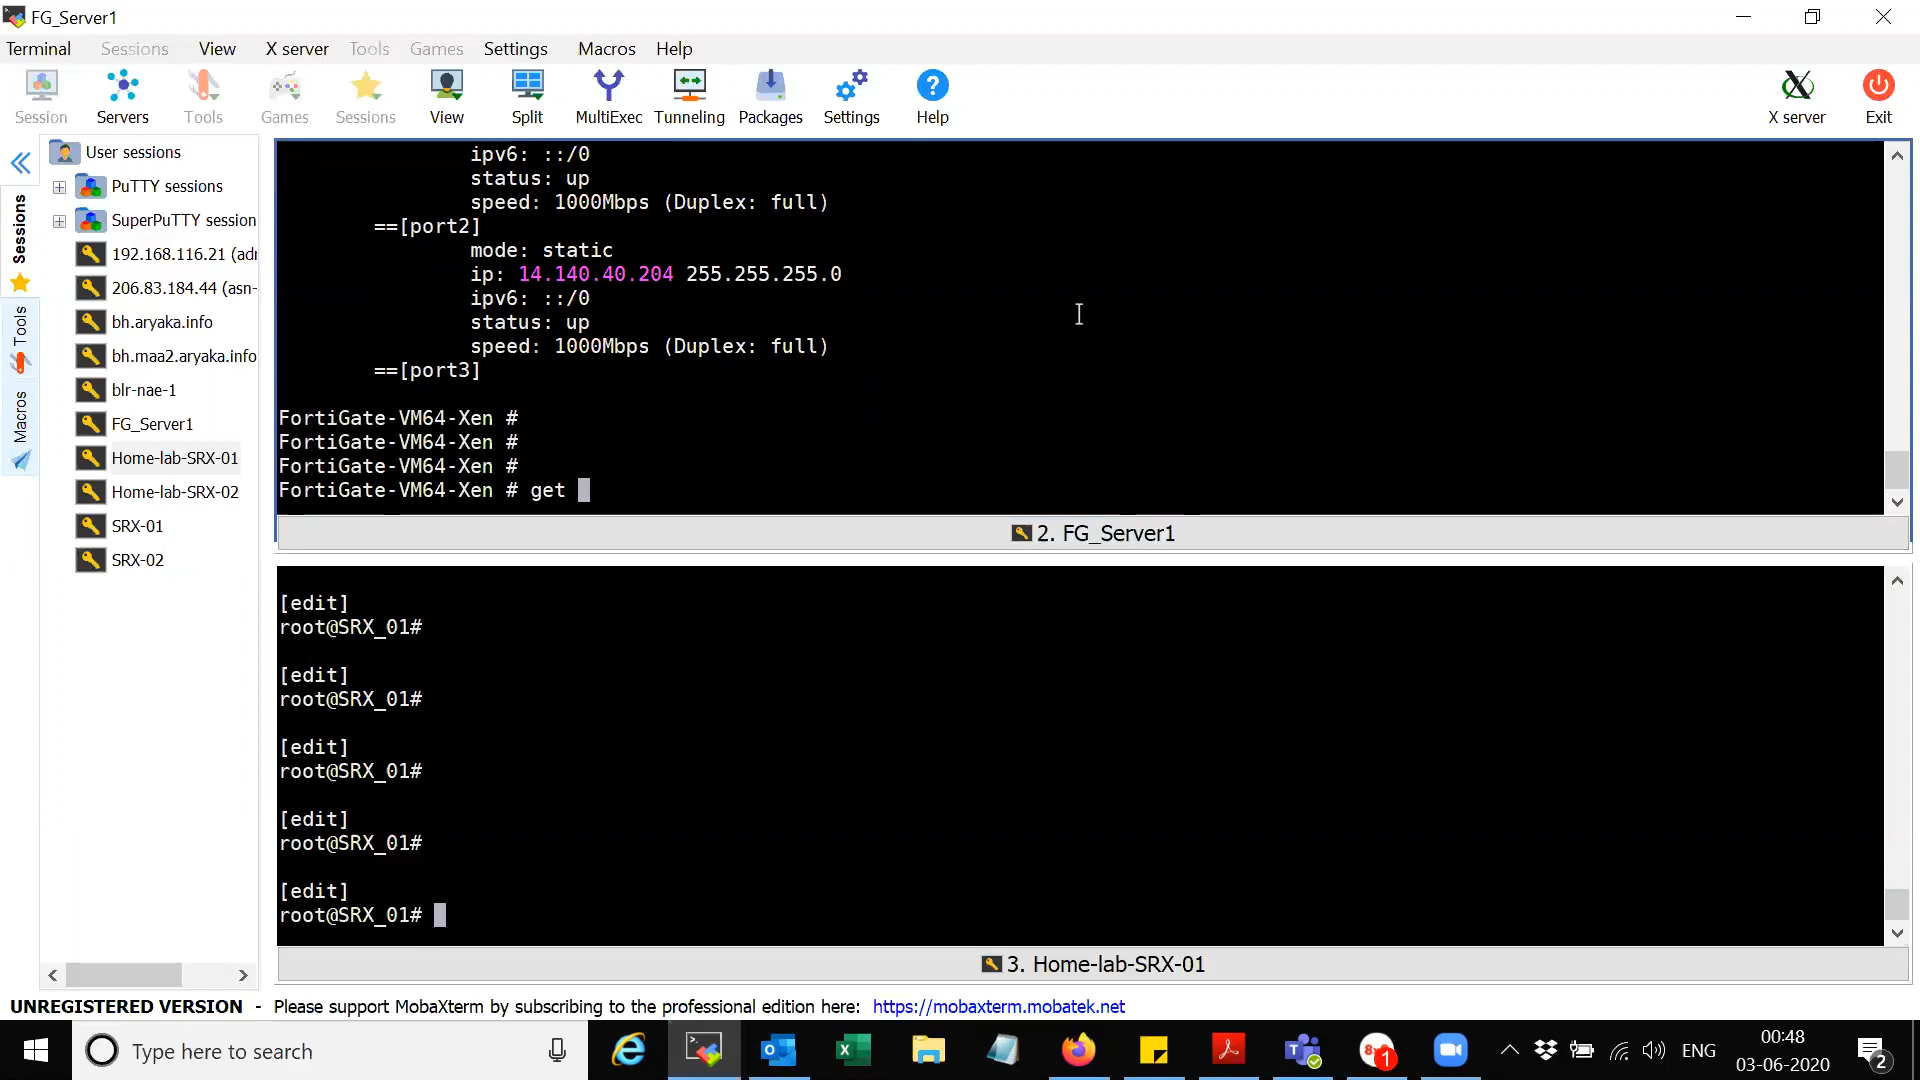 FG_Server1
Terminal Sessions View X server Tools Games Settings Macros Help
Session Servers Tools Games Sessions View Split MultiExec Tunneling Packages Settings Help X server Exit
Sessions
Tools
Macros
User sessions
PuTTY sessions
SuperPuTTY session
192.168.116.21 (adr
206.83.184.44 (asn-
bh.aryaka.info
bh.maa2.aryaka.info
blr-nae-1
FG_Server1
Home-lab-SRX-01
Home-lab-SRX-02
SRX-01
SRX-02
ipv6: ::/0
status: up
speed: 1000Mbps (Duplex: full)
==[port2]
mode: static
ip: 14.140.40.204 255.255.255.0
ipv6: ::/0
status: up
speed: 1000Mbps (Duplex: full)
==[port3]
FortiGate-VM64-Xen #
FortiGate-VM64-Xen #
FortiGate-VM64-Xen #
FortiGate-VM64-Xen # get
2. FG_Server1
[edit]
root@SRX_01#
[edit]
root@SRX_01#
[edit]
root@SRX_01#
[edit]
root@SRX_01#
[edit]
root@SRX_01#
3. Home-lab-SRX-01
UNREGISTERED VERSION - Please support MobaXterm by subscribing to the professional edition here: https://mobaxterm.mobatek.net
Type here to search
1
ENG
00:48
03-06-2020
2